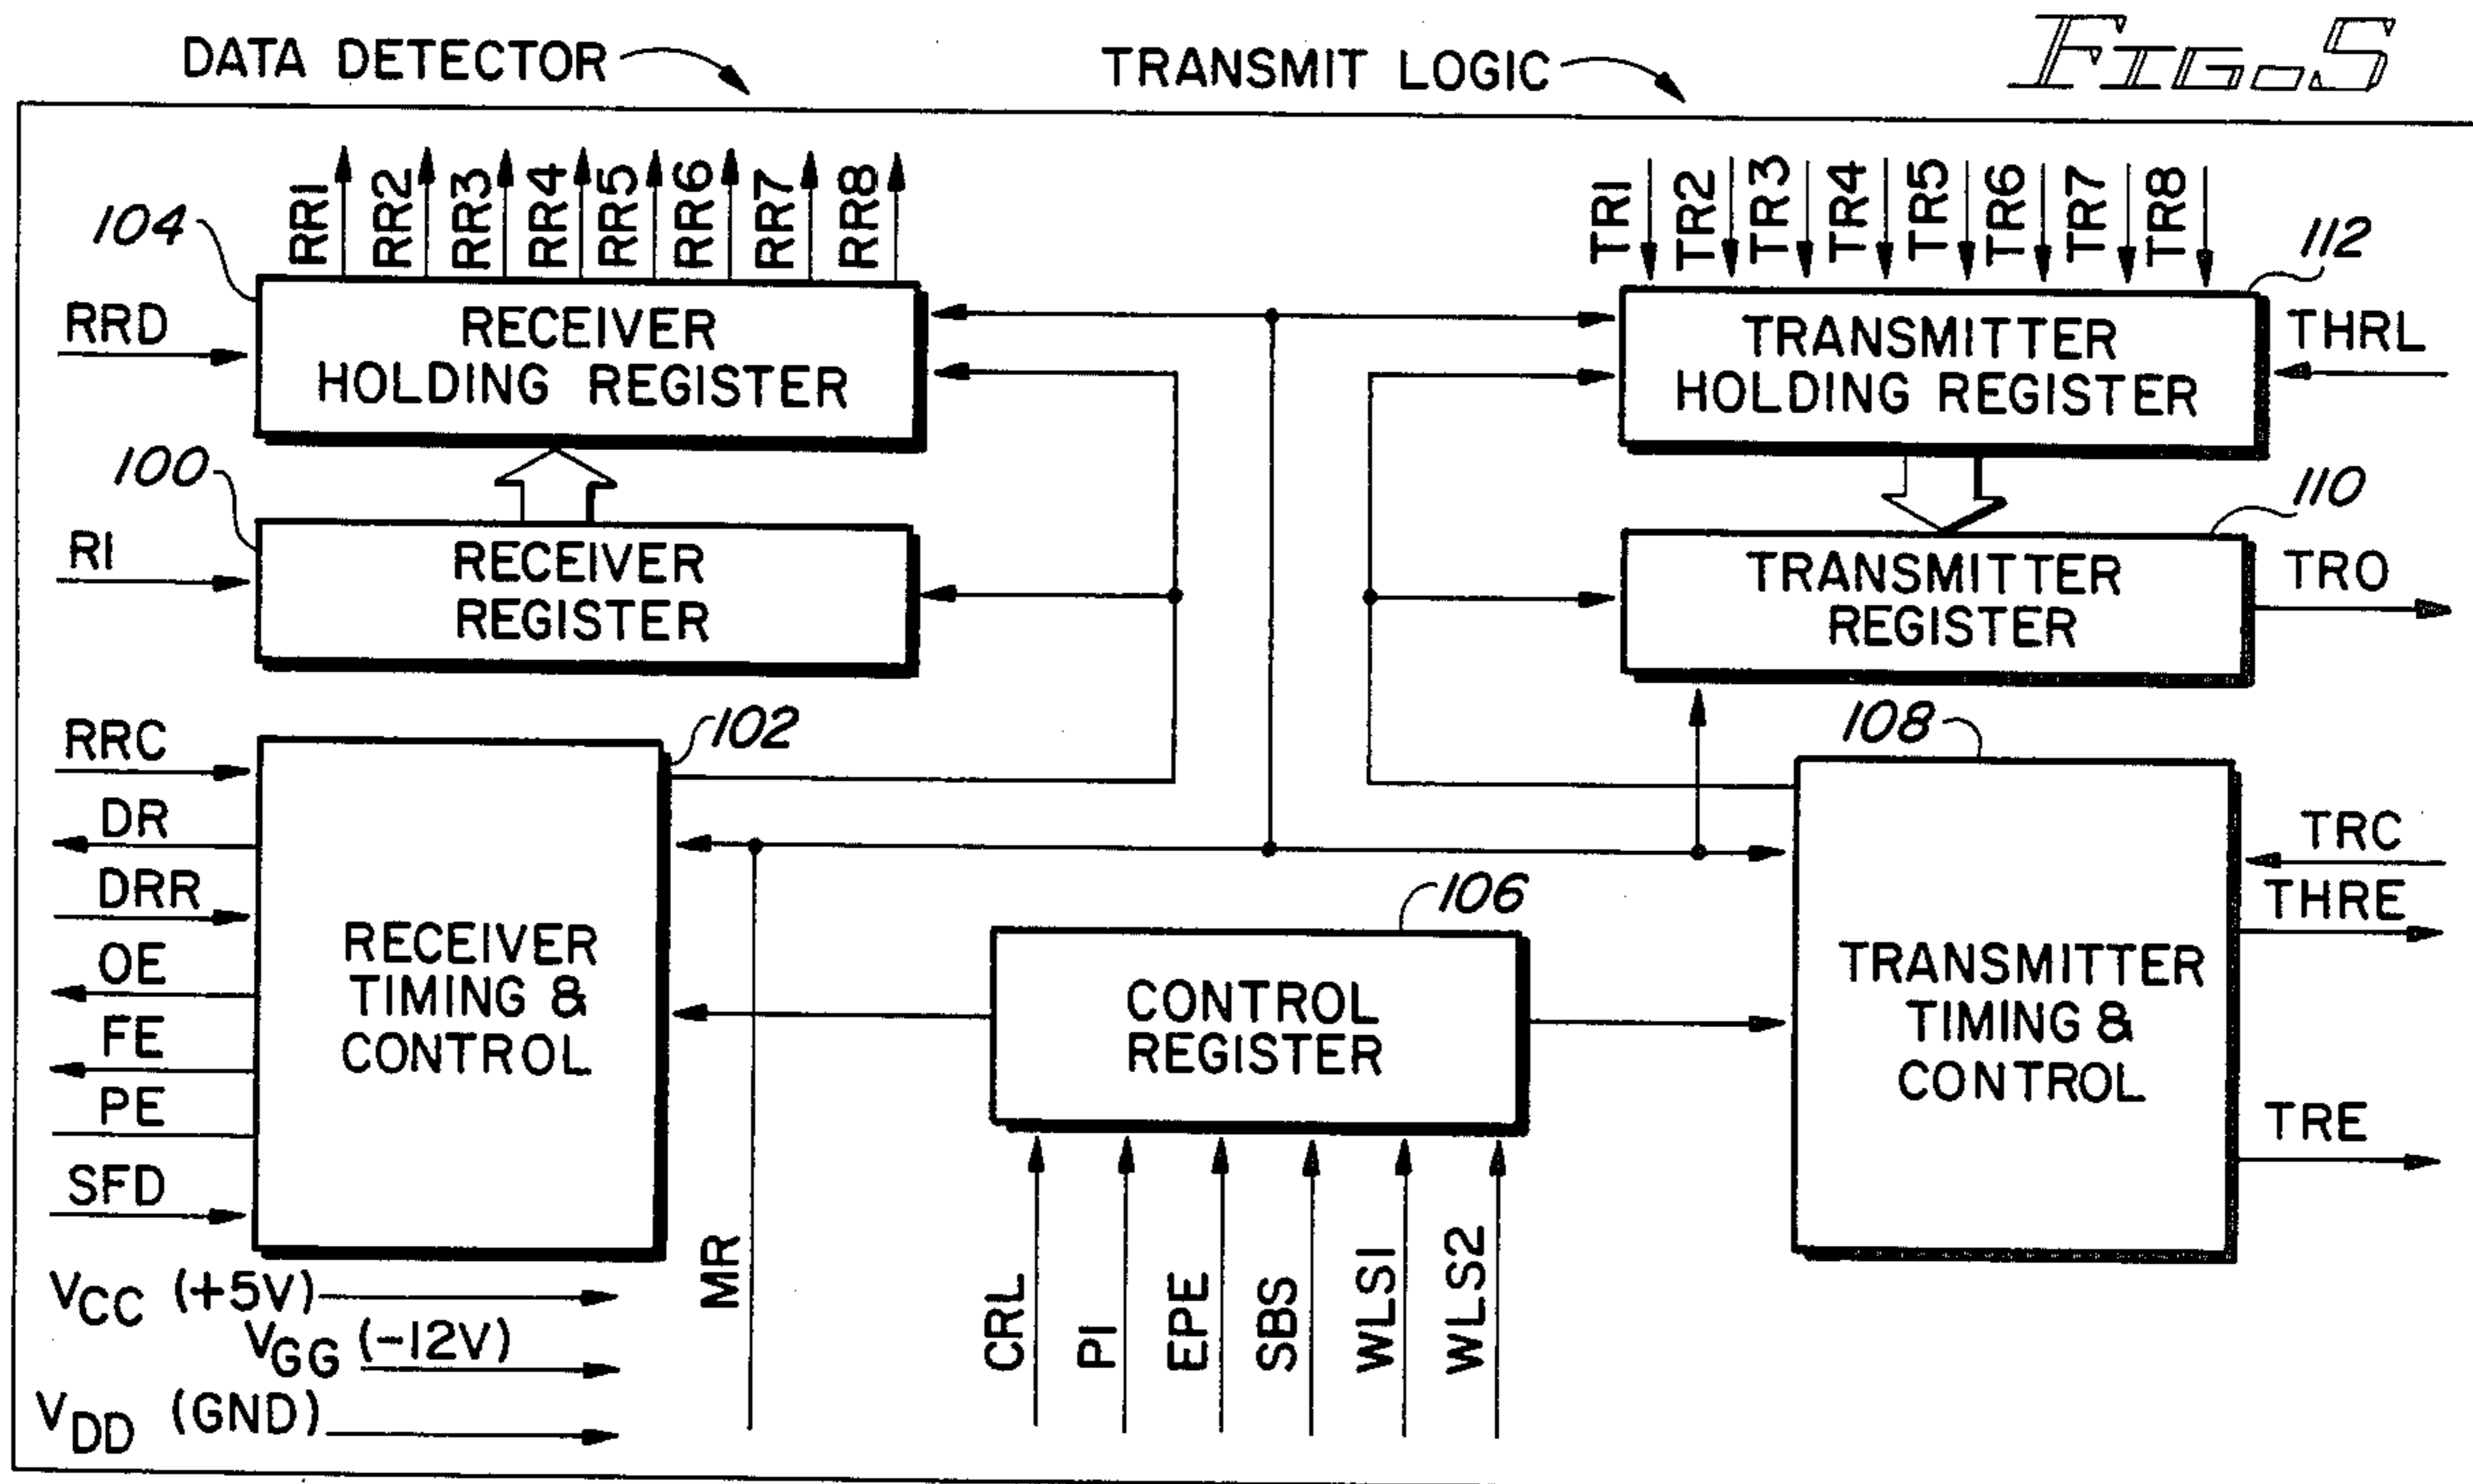 DATA DETECTOR
TRANSMIT LOGIC
FIG. 5
RR1
RR2
RR3
RR4
RR5
RR6
RR7
RR8
TR1
TR2
TR3
TR4
TR5
TR6
TR7
TR8
104
112
RRD
RECEIVER
HOLDING REGISTER
TRANSMITTER
HOLDING REGISTER
THRL
100
110
RI
RECEIVER
REGISTER
TRANSMITTER
REGISTER
TRO
102
108
RRC
DR
DRR
OE
FE
PE
SFD
RECEIVER
TIMING &
CONTROL
106
CONTROL
REGISTER
TRANSMITTER
TIMING &
CONTROL
TRC
THRE
TRE
MR
CRL
PI
EPE
SBS
WLS1
WLS2
VCC (+5V)
VGG (-12V)
VDD (GND)